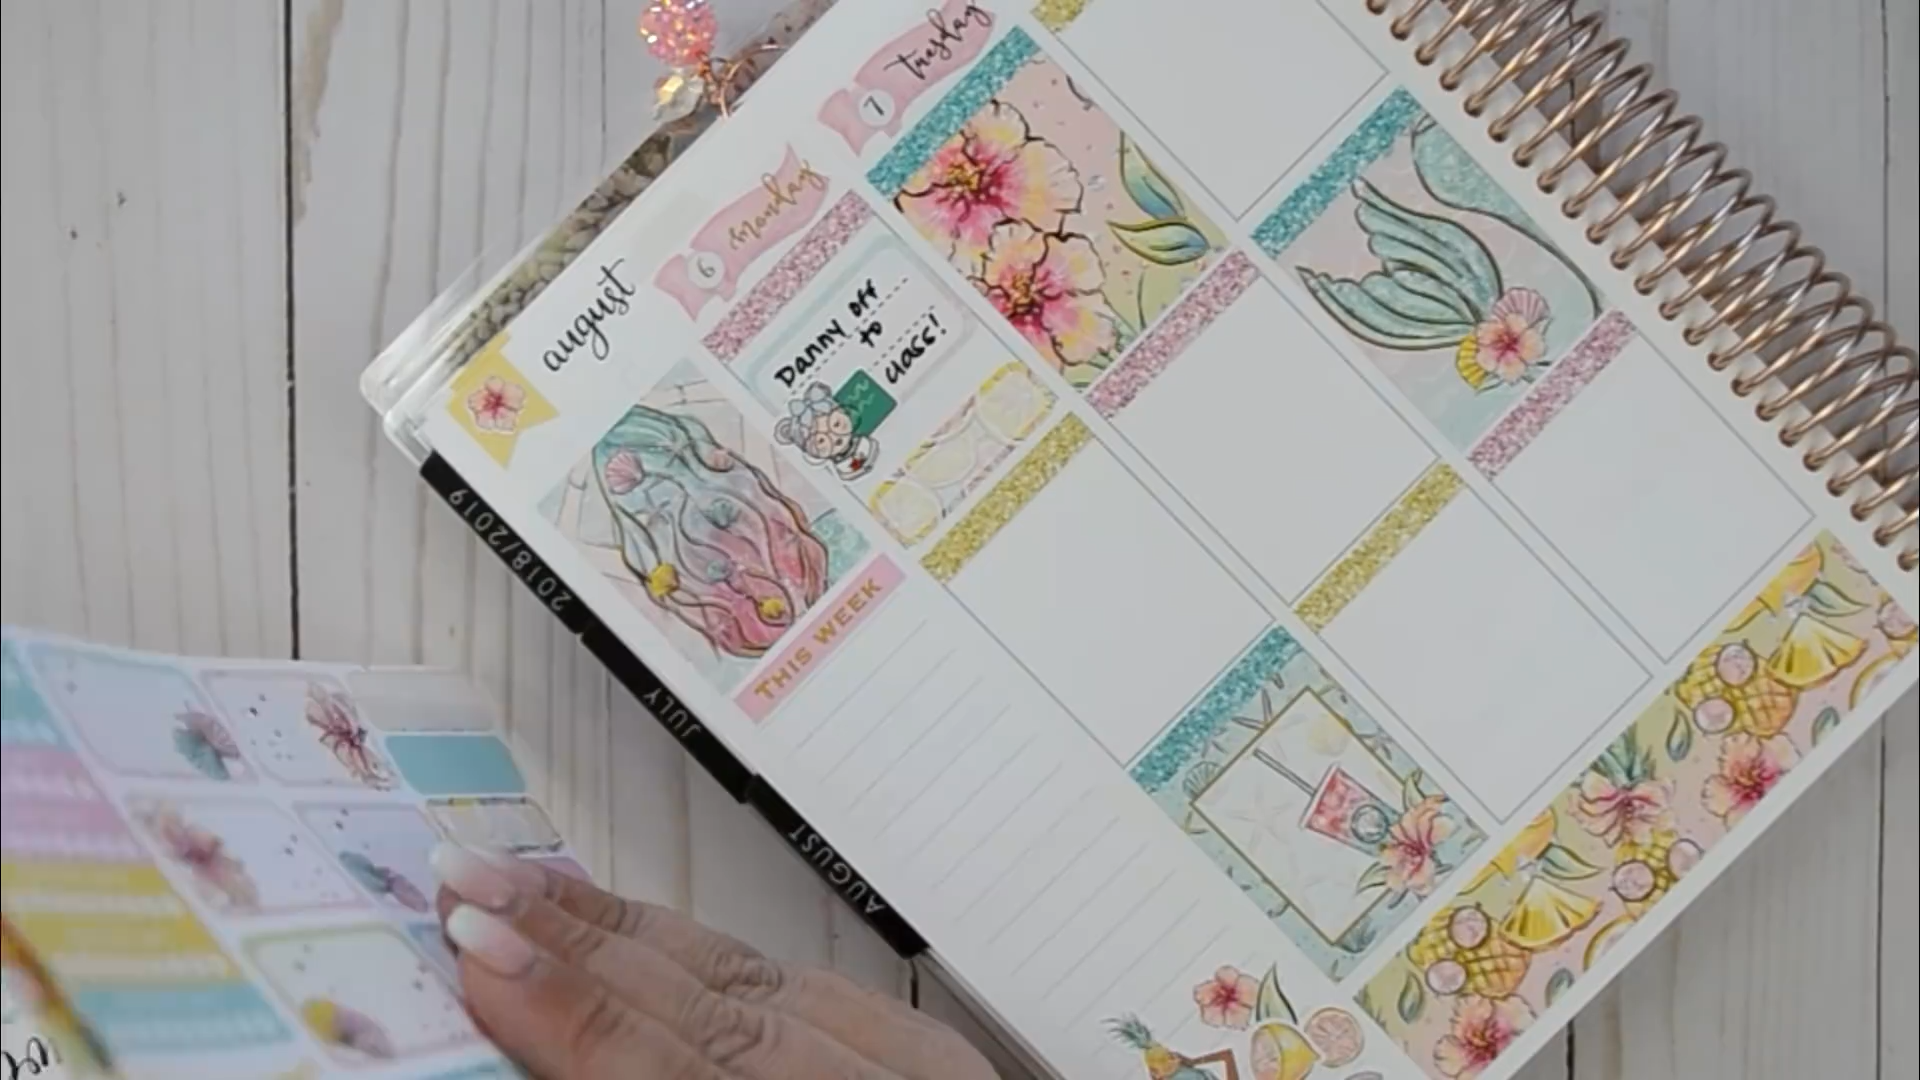 tuesday
7
monday
6
august
Danny off
to
class!
THIS WEEK
2018/2019
JULY
AUGUST